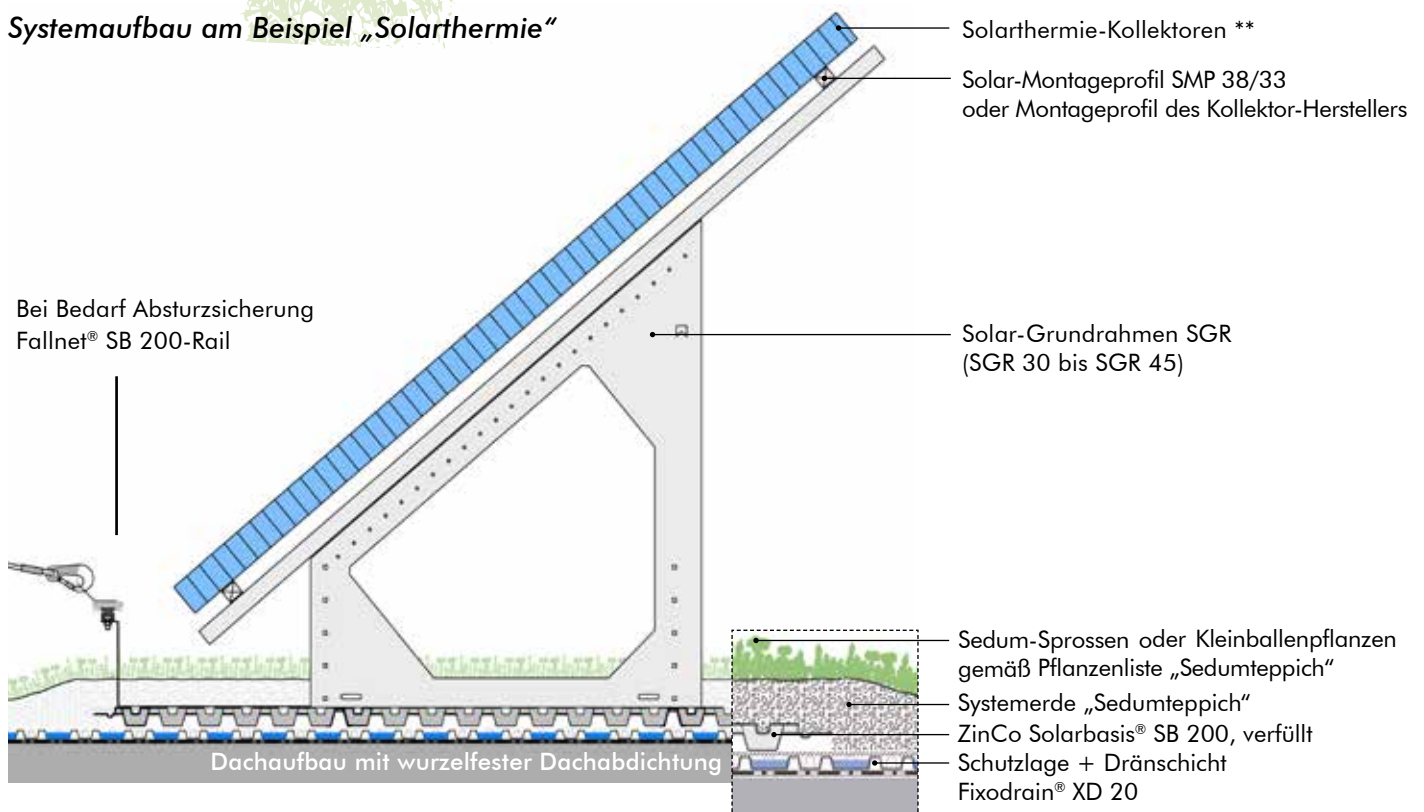 Systemaufbau am Beispiel „Solarthermie“
Solarthermie-Kollektoren **
Solar-Montageprofil SMP 38/33
oder Montageprofil des Kollektor-Herstellers
Bei Bedarf Absturzsicherung
Fallnet® SB 200-Rail
Solar-Grundrahmen SGR
(SGR 30 bis SGR 45)
Sedum-Sprossen oder Kleinballenpflanzen
gemäß Pflanzenliste „Sedumteppich“
Systemerde „Sedumteppich“
ZinCo Solarbasis® SB 200, verfüllt
Schutzlage + Dränschicht
Fixodrain® XD 20
Dachaufbau mit wurzelfester Dachabdichtung